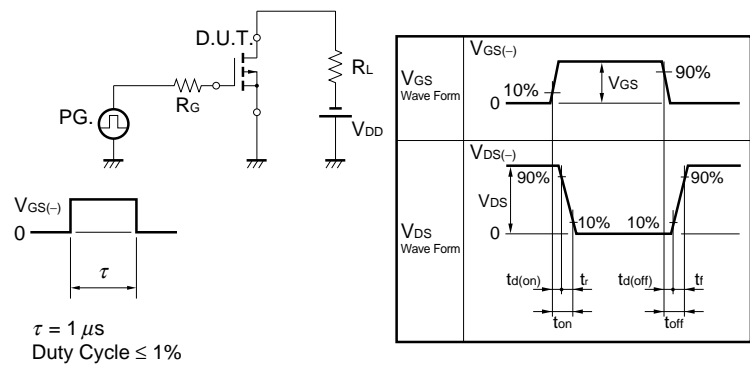 D.U.T.
RL
RG
PG.
VDD
VGS(−)
0
τ
τ = 1 μs
Duty Cycle ≤ 1%
VGS
Wave Form
VGS(−)
10%
VGS
90%
0
VDS
Wave Form
VDS(−)
90%
90%
VDS
10%
10%
0
td(on)
tr
td(off)
tf
ton
toff